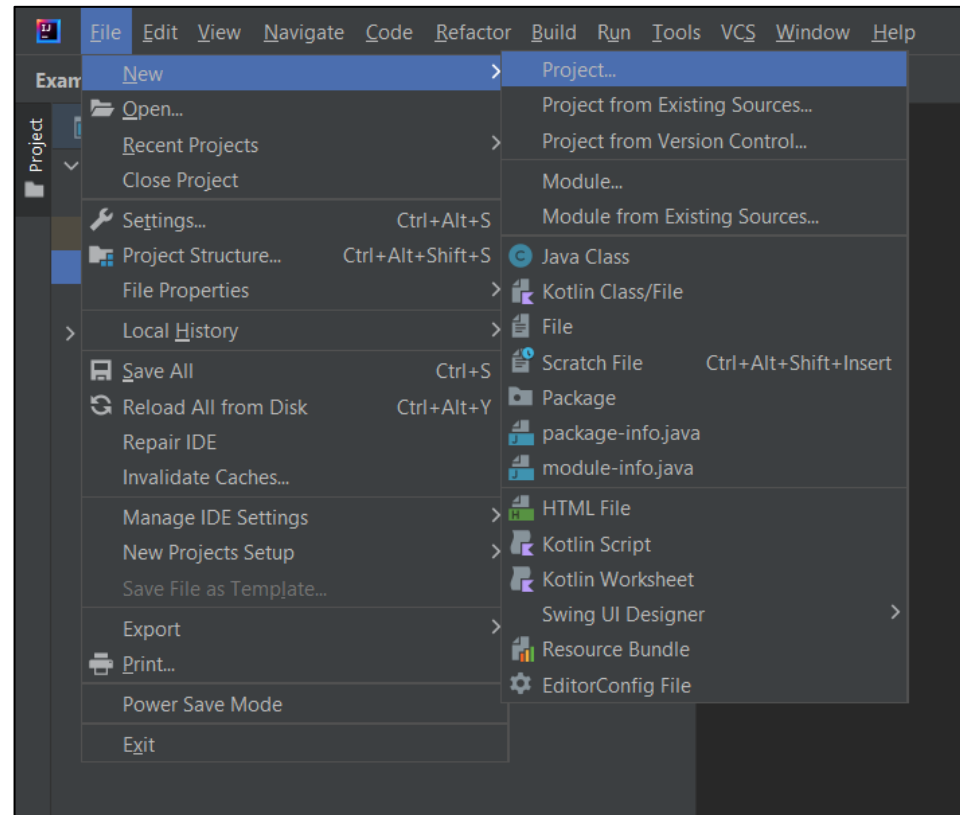 IJ
File Edit View Navigate Code Refactor Build Run Tools VCS Window Help
Exam
Project
New
Open...
Recent Projects
Close Project
Settings... Ctrl+Alt+S
Project Structure... Ctrl+Alt+Shift+S
File Properties
Local History
Save All Ctrl+S
Reload All from Disk Ctrl+Alt+Y
Repair IDE
Invalidate Caches...
Manage IDE Settings
New Projects Setup
Save File as Template...
Export
Print...
Power Save Mode
Exit
Project...
Project from Existing Sources...
Project from Version Control...
Module...
Module from Existing Sources...
C Java Class
Kotlin Class/File
File
Scratch File Ctrl+Alt+Shift+Insert
Package
J package-info.java
J module-info.java
H HTML File
Kotlin Script
Kotlin Worksheet
Swing UI Designer
Resource Bundle
EditorConfig File